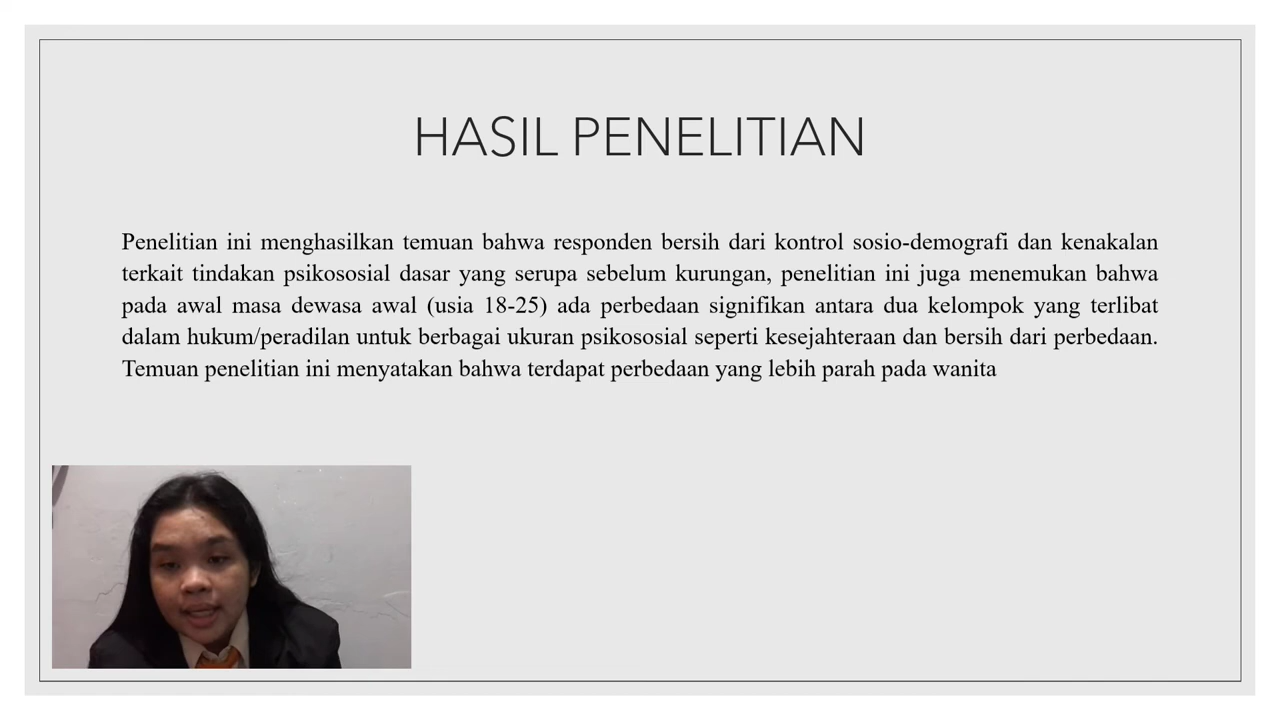 HASIL PENELITIAN
Penelitian ini menghasilkan temuan bahwa responden bersih dari kontrol sosio-demografi dan kenakalan
terkait tindakan psikososial dasar yang serupa sebelum kurungan, penelitian ini juga menemukan bahwa
pada awal masa dewasa awal (usia 18-25) ada perbedaan signifikan antara dua kelompok yang terlibat
dalam hukum/peradilan untuk berbagai ukuran psikososial seperti kesejahteraan dan bersih dari perbedaan.
Temuan penelitian ini menyatakan bahwa terdapat perbedaan yang lebih parah pada wanita